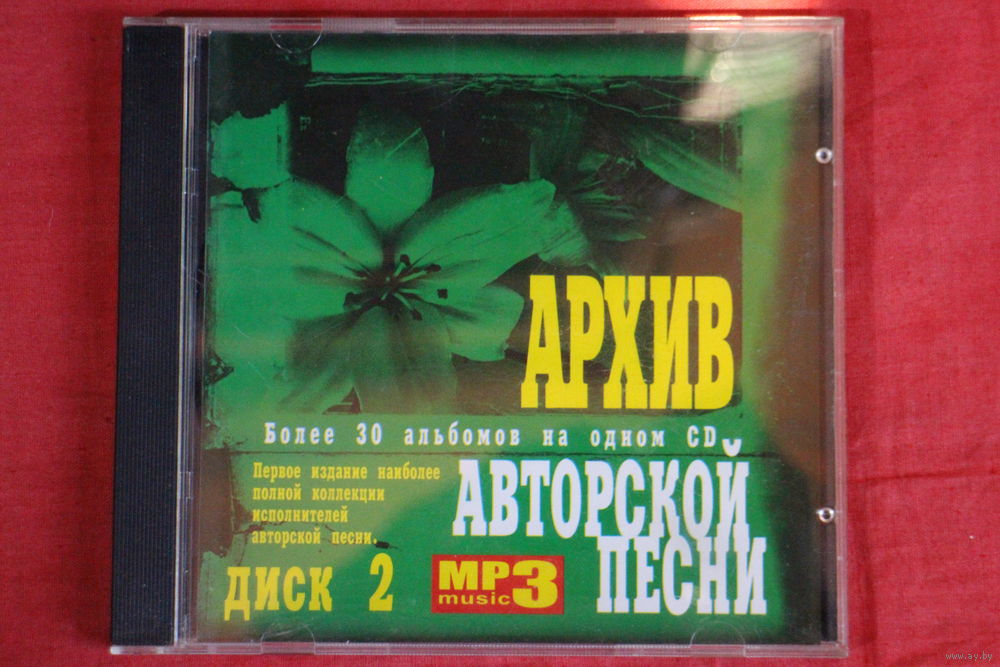 АРХИВ
Более 30 альбомов на одном CD
АВТОРСКОЙ
ПЕСНИ
Первое издание наиболее
полной коллекции
исполнителей
авторской песни.
ДИСК 2
MP3
music
www.ay.by